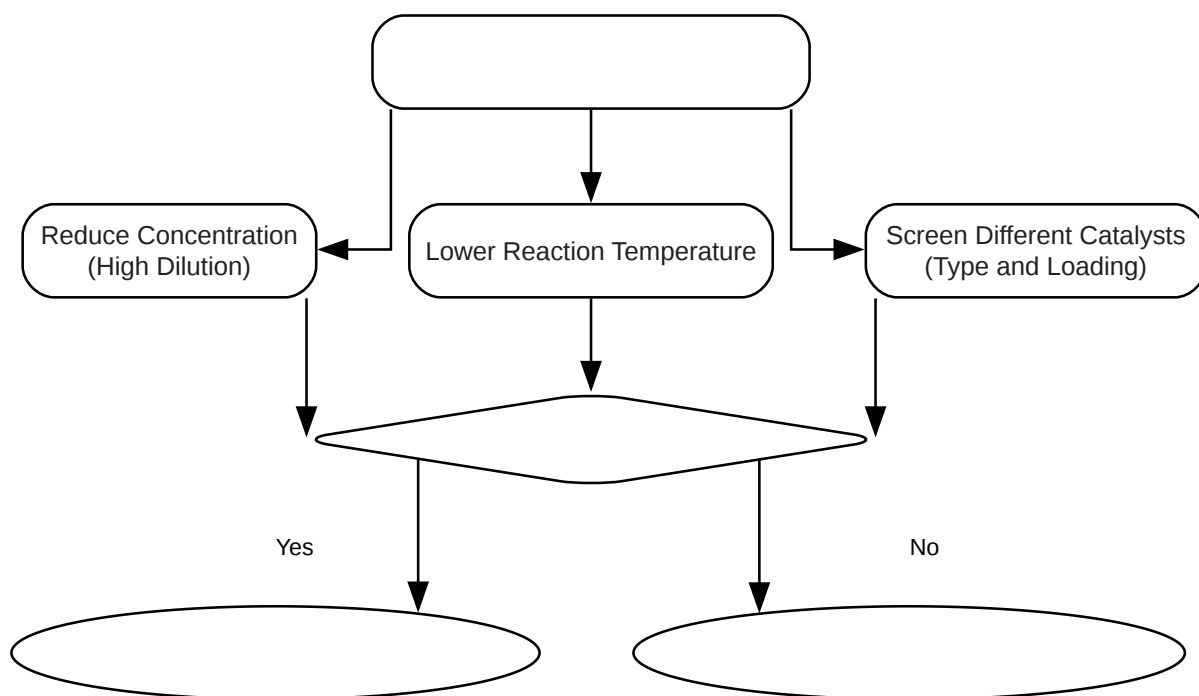 Reduce Concentration
(High Dilution)
Lower Reaction Temperature
Screen Different Catalysts
(Type and Loading)
Yes
No